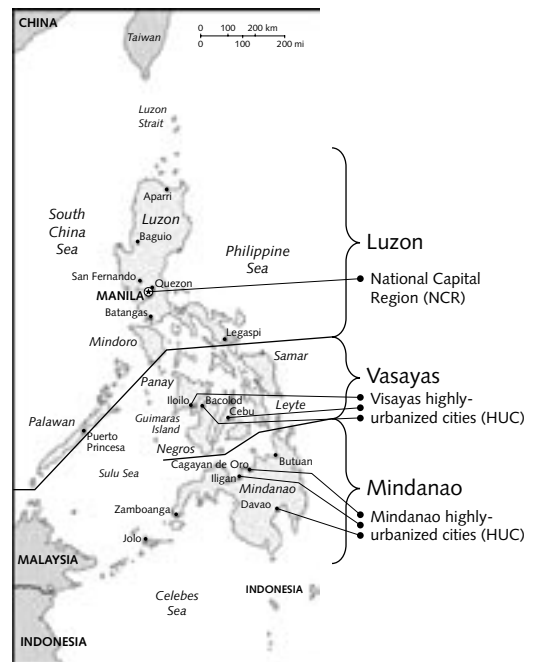 CHINA
Taiwan
0 100 200 km
0 100 200 mi
Luzon
Strait
Aparri
Luzon
South
China
Sea
Baguio
Philippine
Sea
Luzon
San Fernando
Quezon
MANILA
National Capital
Region (NCR)
Batangas
Mindoro
Legaspi
Samar
Vasayas
Panay
Visayas highly-
urbanized cities (HUC)
Iloilo
Bacolod
Leyte
Cebu
Palawan
Guimaras
Island
Puerto
Princesa
Negros
Butuan
Cagayan de Oro
Sulu Sea
Iligan
Mindanao
Mindanao
Davao
Zamboanga
Mindanao highly-
urbanized cities (HUC)
Jolo
MALAYSIA
Celebes
Sea
INDONESIA
INDONESIA